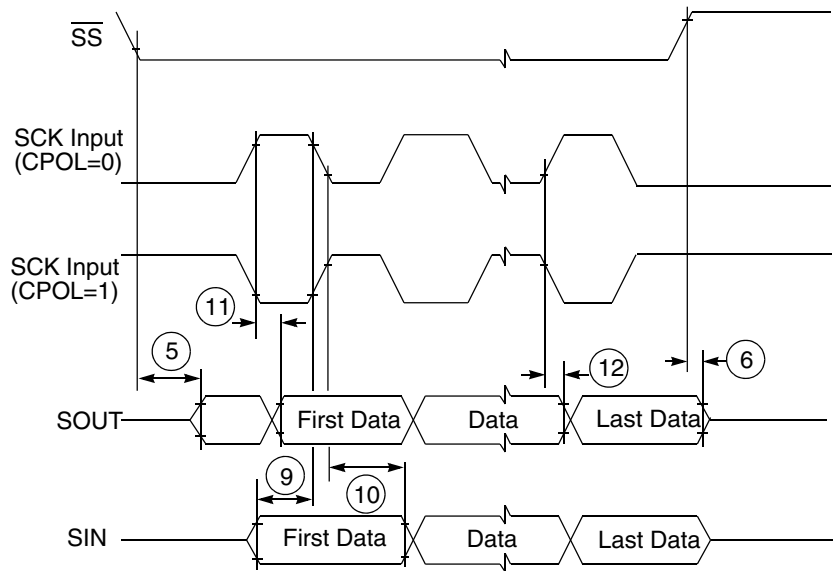 SS
SCK Input
(CPOL=0)
SCK Input
(CPOL=1)
11
5
12
6
SOUT
First Data
Data
Last Data
9
10
SIN
First Data
Data
Last Data